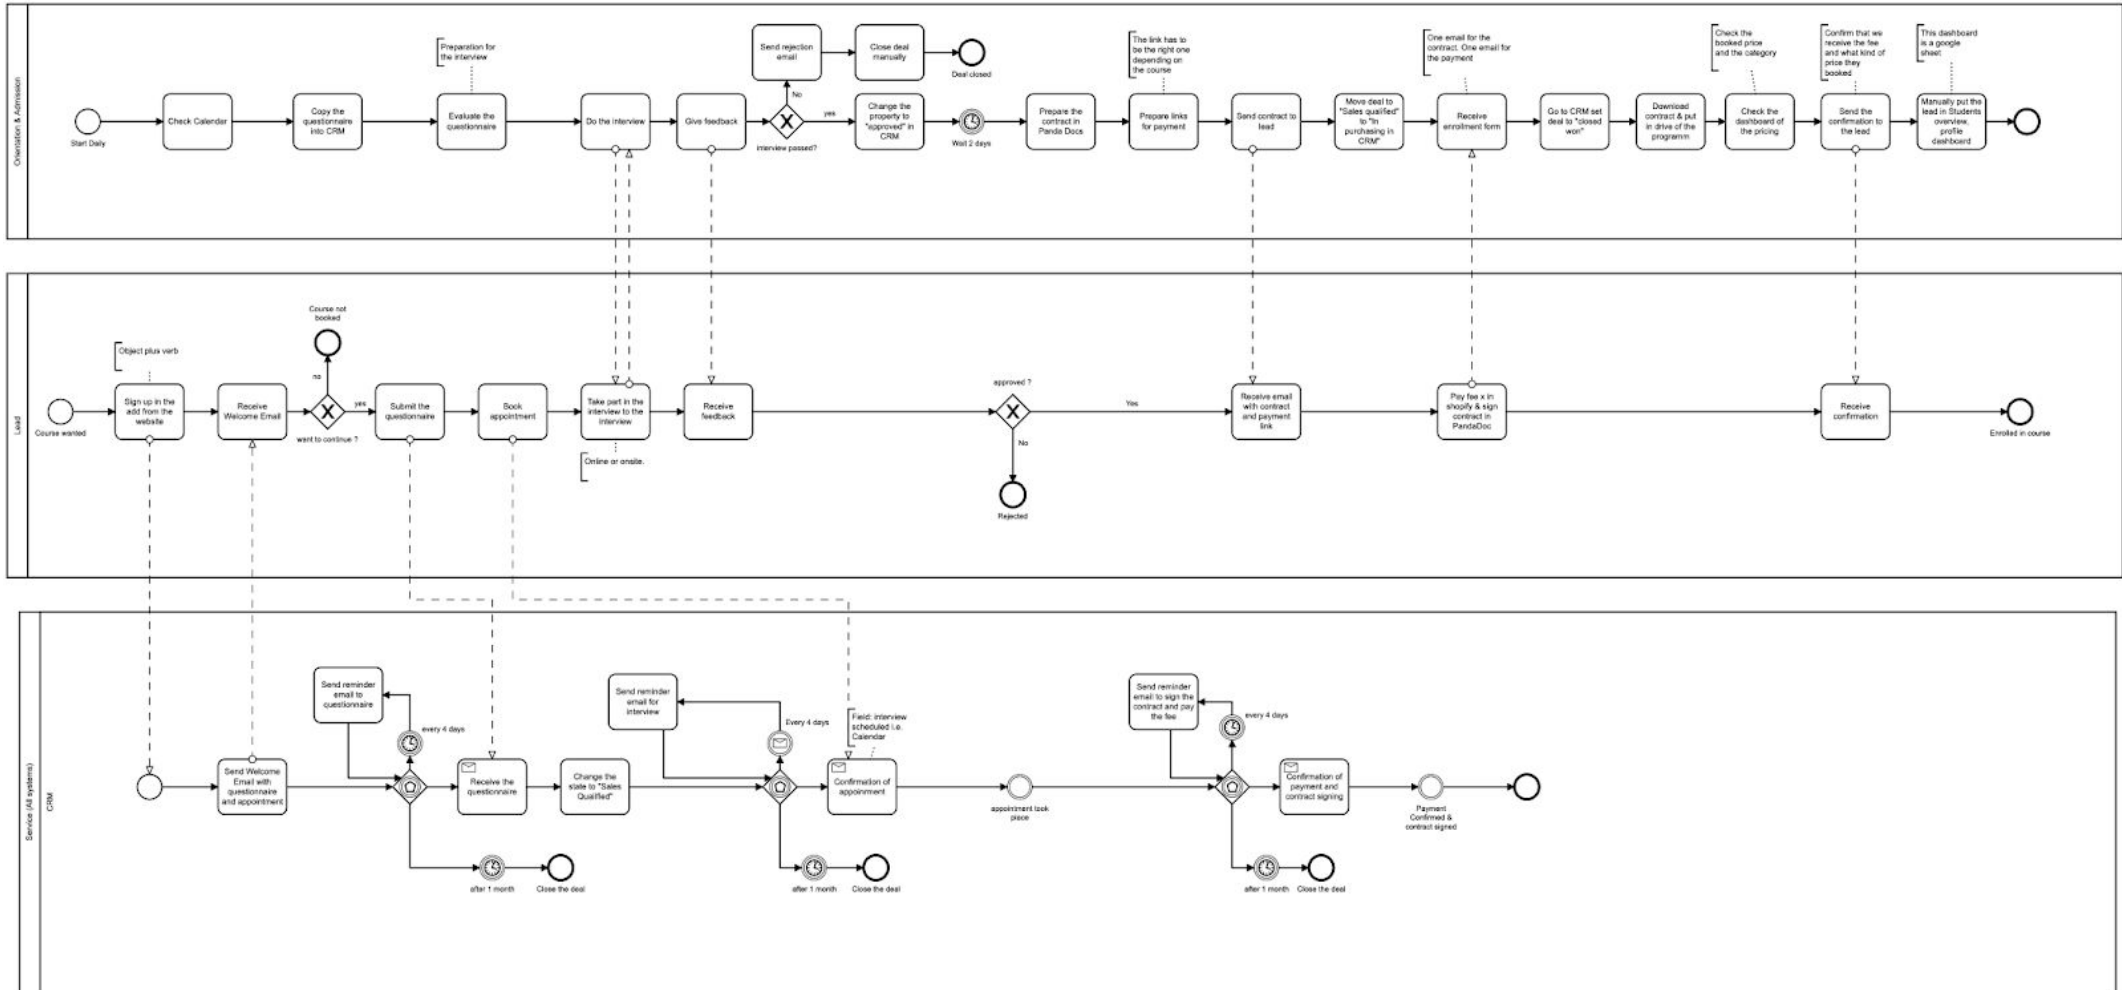 Orientation & Admission
Start Daily
Check Calendar
Copy the
questionnaire
into CRM
Preparation for
the interview
Evaluate the
questionnaire
Do the interview
Give feedback
Send rejection
email
Close deal
manually
Deal closed
No
yes
interview passed?
Change the
property to
"approved" in
CRM
Wait 2 days
Prepare the
contract in
Panda Docs
The link has to
be the right one
depending on
the course
Prepare links
for payment
Send contract to
lead
Move deal to
"Sales qualified"
to "In
purchasing in
CRM"
One email for the
contract. One email for
the payment
Receive
enrollment form
Go to CRM set
deal to "closed
won"
Download
contract & put
in drive of the
programm
Check the
booked price
and the category
Check the
dashboard of
the pricing
Confirm that we
receive the fee
and what kind of
price they
booked
Send the
confirmation to
the lead
This dashboard
is a google
sheet
Manually put the
lead in Students
overview,
profile
dashboard
Lead
Course wanted
Object plus verb
Sign up in the
add from the
website
Receive
Welcome Email
Course not
booked
no
yes
want to continue ?
Submit the
questionnaire
Book
appointment
Take part in the
interview to the
interview
Online or onsite.
Receive
feedback
approved ?
Yes
No
Rejected
Receive email
with contract
and payment
link
Pay fee x in
shopify & sign
contract in
PandaDoc
Receive
confirmation
Enrolled in course
Service (All systems)
CRM
Send Welcome
Email with
questionnaire
and appointment
Send reminder
email to
questionnaire
every 4 days
Receive the
questionnaire
Change the
state to "Sales
Qualified"
after 1 month
Close the deal
Send reminder
email for
interview
Every 4 days
Field: interview
scheduled i.e.
Calendar
Confirmation of
appoinment
after 1 month
Close the deal
appointment took
place
Send reminder
email to sign the
contract and pay
the fee
every 4 days
Confirmation of
payment and
contract signing
Payment
Confirmed &
contract signed
after 1 month
Close the deal